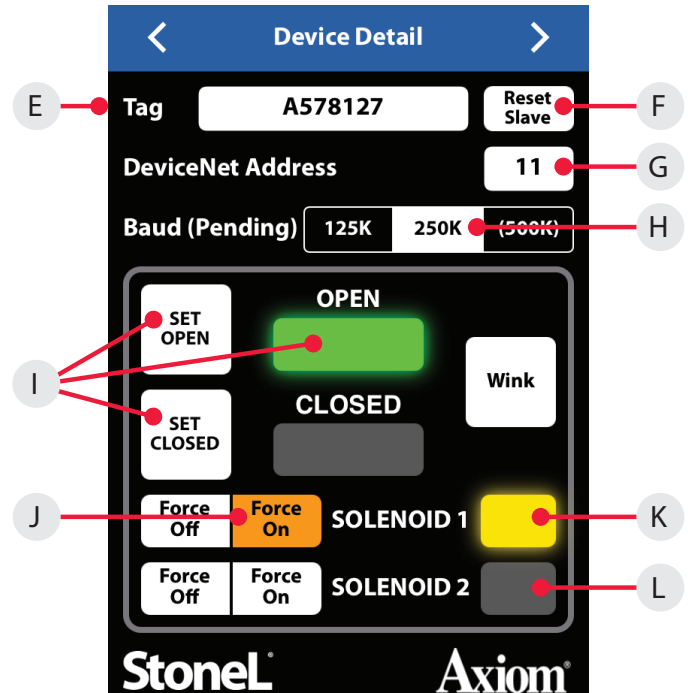 Device Detail
E Tag A578127 Reset Slave F
DeviceNet Address 11 G
Baud (Pending) 125K 250K (500K) H
OPEN
SET OPEN
Wink
I
CLOSED
SET CLOSED
J Force Off Force On SOLENOID 1 K
Force Off Force On SOLENOID 2 L
StoneL® Axiom®